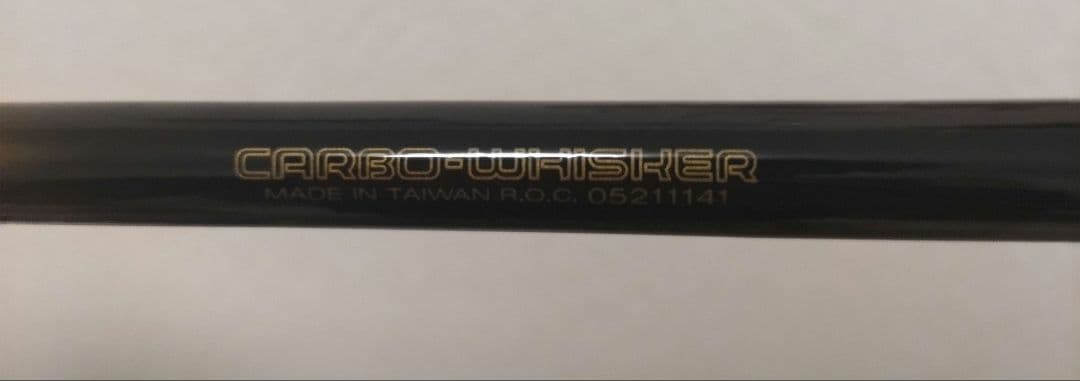 CARBO-WHISKER
MADE IN TAIWAN R.O.C. 05211141